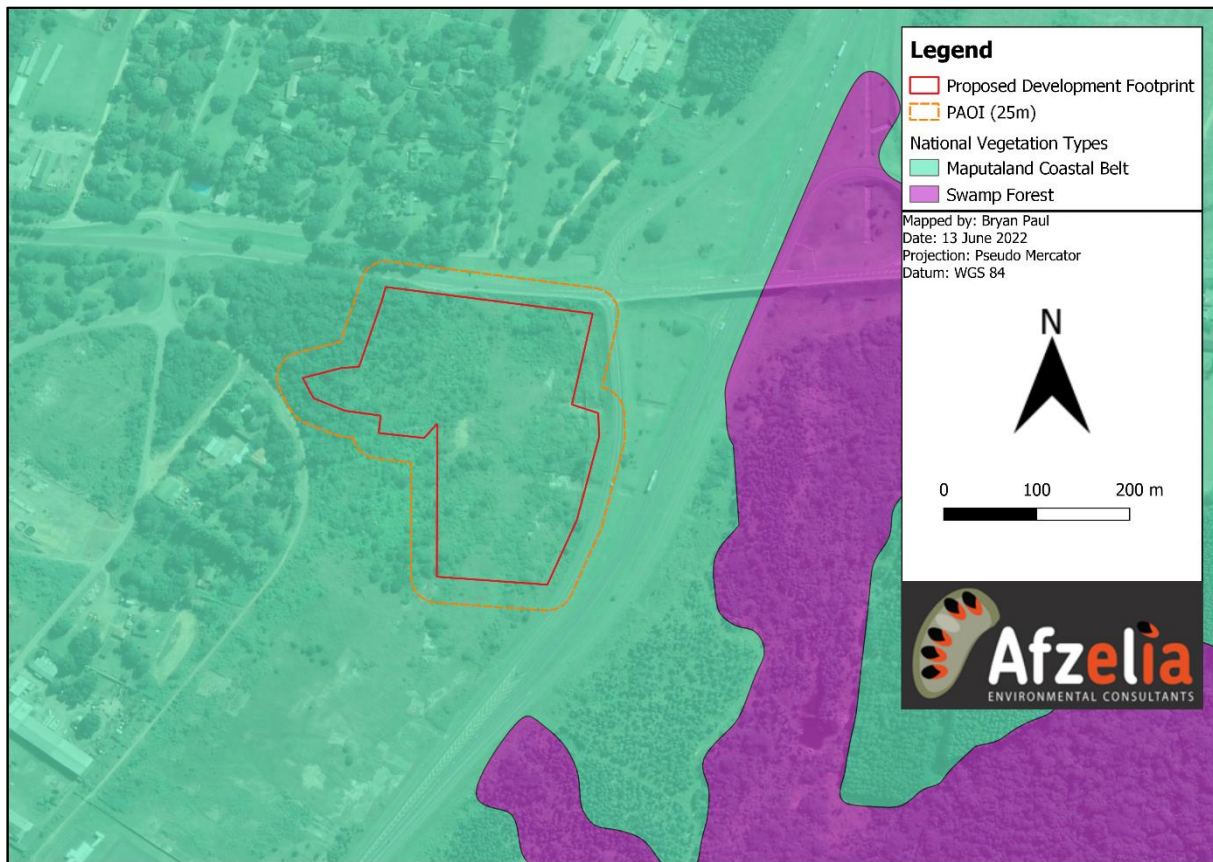 Legend
Proposed Development Footprint
PAOI (25m)
National Vegetation Types
Maputaland Coastal Belt
Swamp Forest
Mapped by: Bryan Paul
Date: 13 June 2022
Projection: Pseudo Mercator
Datum: WGS 84
N
0 100 200 m
Afzelia
ENVIRONMENTAL CONSULTANTS